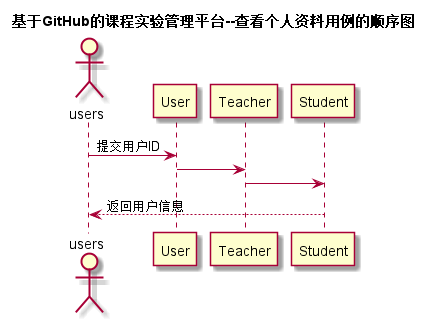 基于GitHub的课程实验管理平台--查看个人资料用例的顺序图
users
User
Teacher
Student
提交用户ID
返回用户信息
users
User
Teacher
Student